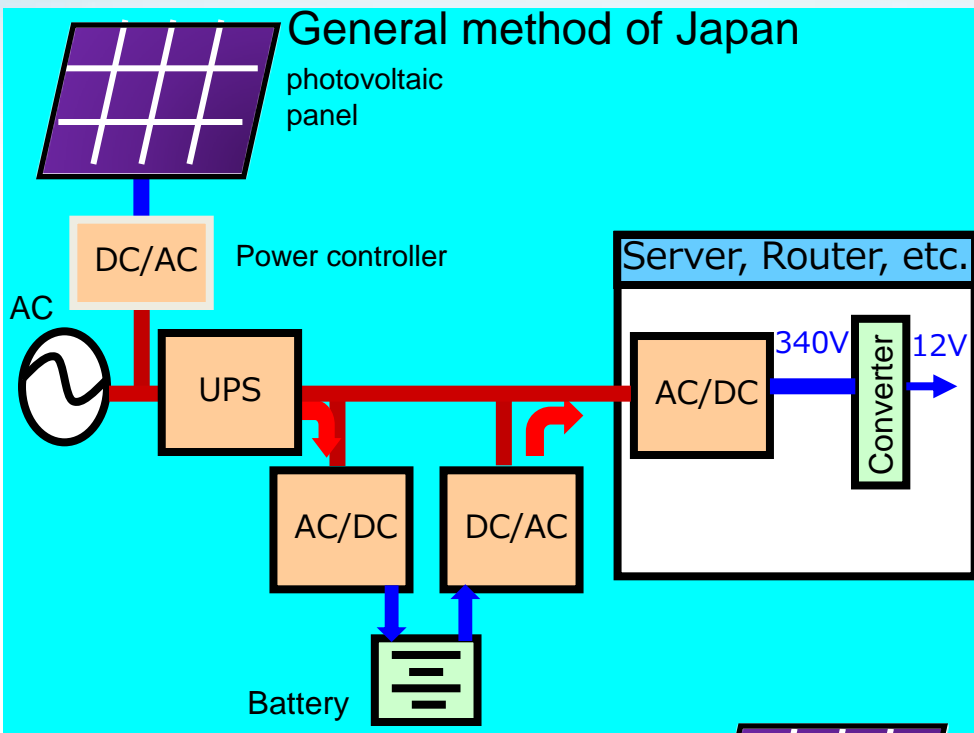 General method of Japan
photovoltaic
panel
DC/AC
Power controller
AC
UPS
Server, Router, etc.
AC/DC
340V
Converter
12V
AC/DC
DC/AC
Battery